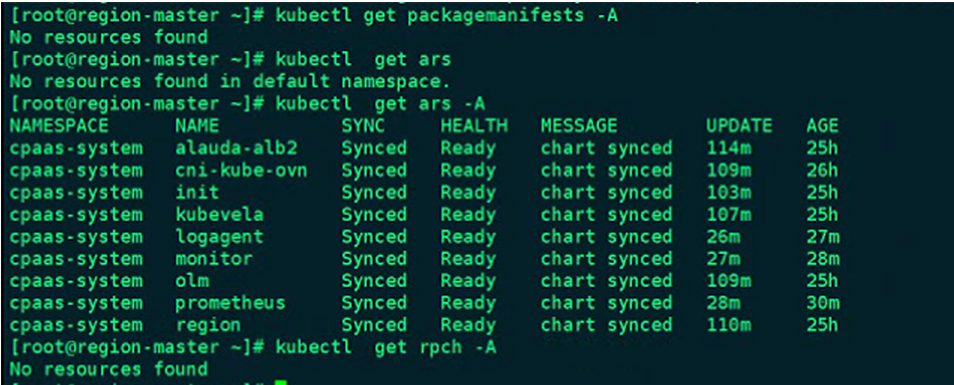 [root@region-master ~]# kubectl get packagemanifests -A
No resources found
[root@region-master ~]# kubectl  get ars
No resources found in default namespace.
[root@region-master ~]# kubectl  get ars -A
NAMESPACE NAME SYNC HEALTH MESSAGE UPDATE AGE
cpaas-system alauda-alb2 Synced Ready chart synced 114m 25h
cpaas-system cni-kube-ovn Synced Ready chart synced 109m 26h
cpaas-system init Synced Ready chart synced 103m 25h
cpaas-system kubevela Synced Ready chart synced 107m 25h
cpaas-system logagent Synced Ready chart synced 26m 27m
cpaas-system monitor Synced Ready chart synced 27m 28m
cpaas-system olm Synced Ready chart synced 109m 25h
cpaas-system prometheus Synced Ready chart synced 28m 30m
cpaas-system region Synced Ready chart synced 110m 25h
[root@region-master ~]# kubectl  get rpch -A
No resources found